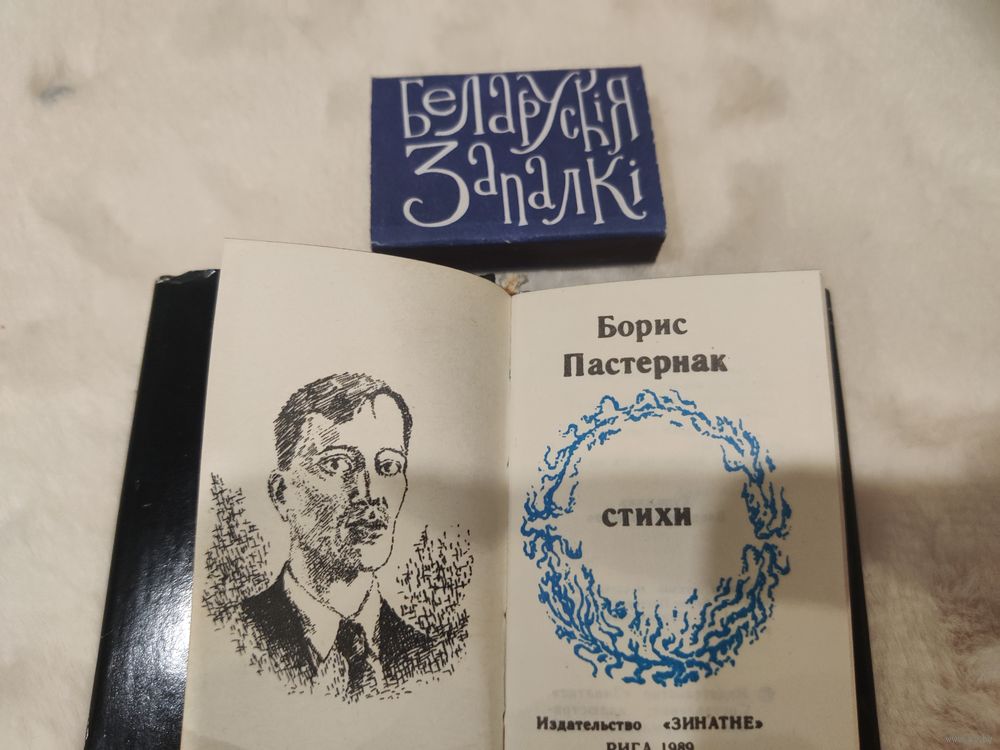 Беларускія
Запалкі
Борис
Пастернак
СТИХИ
Издательство «ЗИНАТНЕ»
РИГА 1989